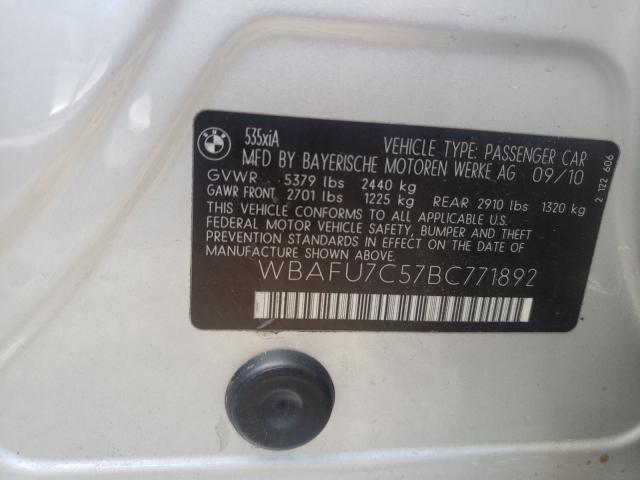 BMW
535xiA
VEHICLE TYPE: PASSENGER CAR
MFD BY BAYERISCHE MOTOREN WERKE AG 09/10
GVWR 5379 lbs 2440 kg
GAWR FRONT 2701 lbs 1225 kg REAR 2910 lbs 1320 kg
THIS VEHICLE CONFORMS TO ALL APPLICABLE U.S.
FEDERAL MOTOR VEHICLE SAFETY, BUMPER AND THEFT
PREVENTION STANDARDS IN EFFECT ON THE DATE OF
MANUFACTURE SHOWN ABOVE.
WBAFU7C57BC771892
2 122 606